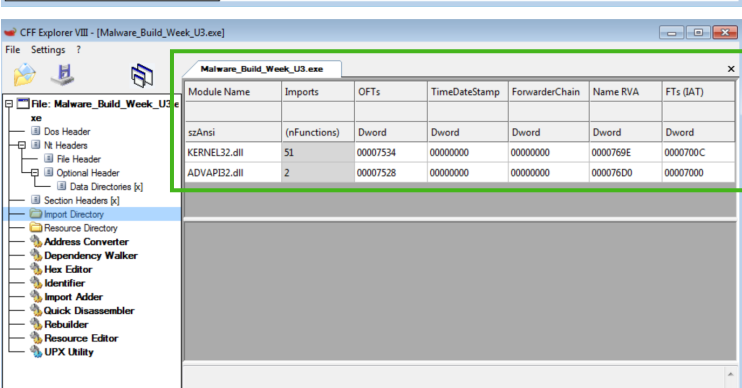 CFF Explorer VIII - [Malware_Build_Week_U3.exe]
File Settings ?
Malware_Build_Week_U3.exe
x
Module Name Imports OFTs TimeDateStamp ForwarderChain Name RVA FTs (IAT)
szAnsi (nFunctions) Dword Dword Dword Dword Dword
KERNEL32.dll 51 00007534 00000000 00000000 0000769E 0000700C
ADVAPI32.dll 2 00007528 00000000 00000000 000076D0 00007000
File: Malware_Build_Week_U3.e
xe
Dos Header
Nt Headers
File Header
Optional Header
Data Directories [x]
Section Headers [x]
Import Directory
Resource Directory
Address Converter
Dependency Walker
Hex Editor
Identifier
Import Adder
Quick Disassembler
Rebuilder
Resource Editor
UPX Utility